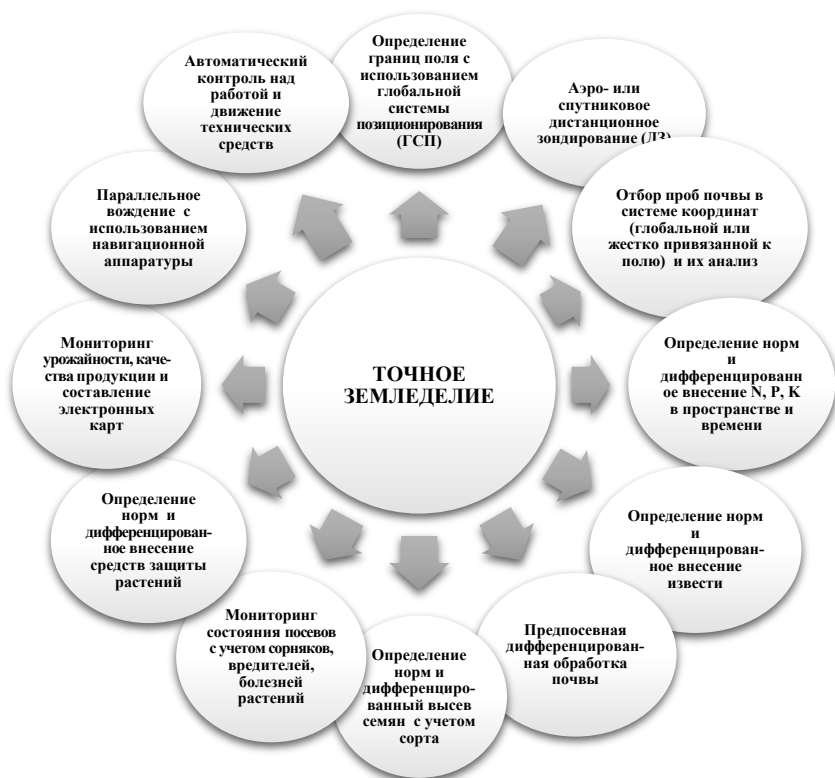 Определение
границ поля с
использованием
глобальной
системы
позиционирования
(ГСП)
Аэро- или
спутниковое
дистанционное
зондирование (ДЗ)
Отбор проб почвы в
системе координат
(глобальной или
жестко привязанной к
полю) и их анализ
Определение норм
и
дифференцированн
ое внесение N, P, K
в пространстве и
времени
Определение норм
и
дифференцирован-
ное внесение
извести
Предпосевная
дифференцирован-
ная обработка
почвы
Определение
норм и
дифференциро-
ванный высев
семян с учетом
сорта
Мониторинг
состояния посевов
с учетом сорняков,
вредителей,
болезней
растений
Определение
норм и
дифференцирован-
ное внесение
средств защиты
растений
Мониторинг
урожайности, каче-
ства продукции и
составление
электронных
карт
Параллельное
вождение с
использованием
навигационной
аппаратуры
Автоматический
контроль над
работой и
движение
технических
средств
ТОЧНОЕ
ЗЕМЛЕДЕЛИЕ